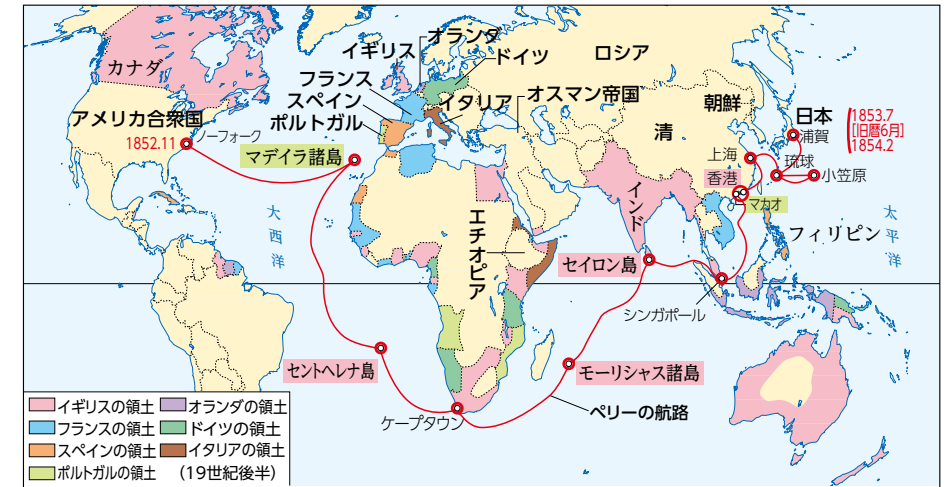 カナダ
アメリカ合衆国
1852.11
ノーフォーク
イギリス
オランダ
ドイツ
フランス
スペイン
ポルトガル
イタリア
オスマン帝国
ロシア
マデイラ諸島
清
朝鮮
日本
浦賀
1853.7
[旧暦6月]
1854.2
上海
琉球
小笠原
香港
マカオ
インド
大西洋
太平洋
エチオピア
フィリピン
セイロン島
シンガポール
セントヘレナ島
モーリシャス諸島
ケープタウン
ペリーの航路
イギリスの領土
オランダの領土
フランスの領土
ドイツの領土
スペインの領土
イタリアの領土
ポルトガルの領土
(19世紀後半)